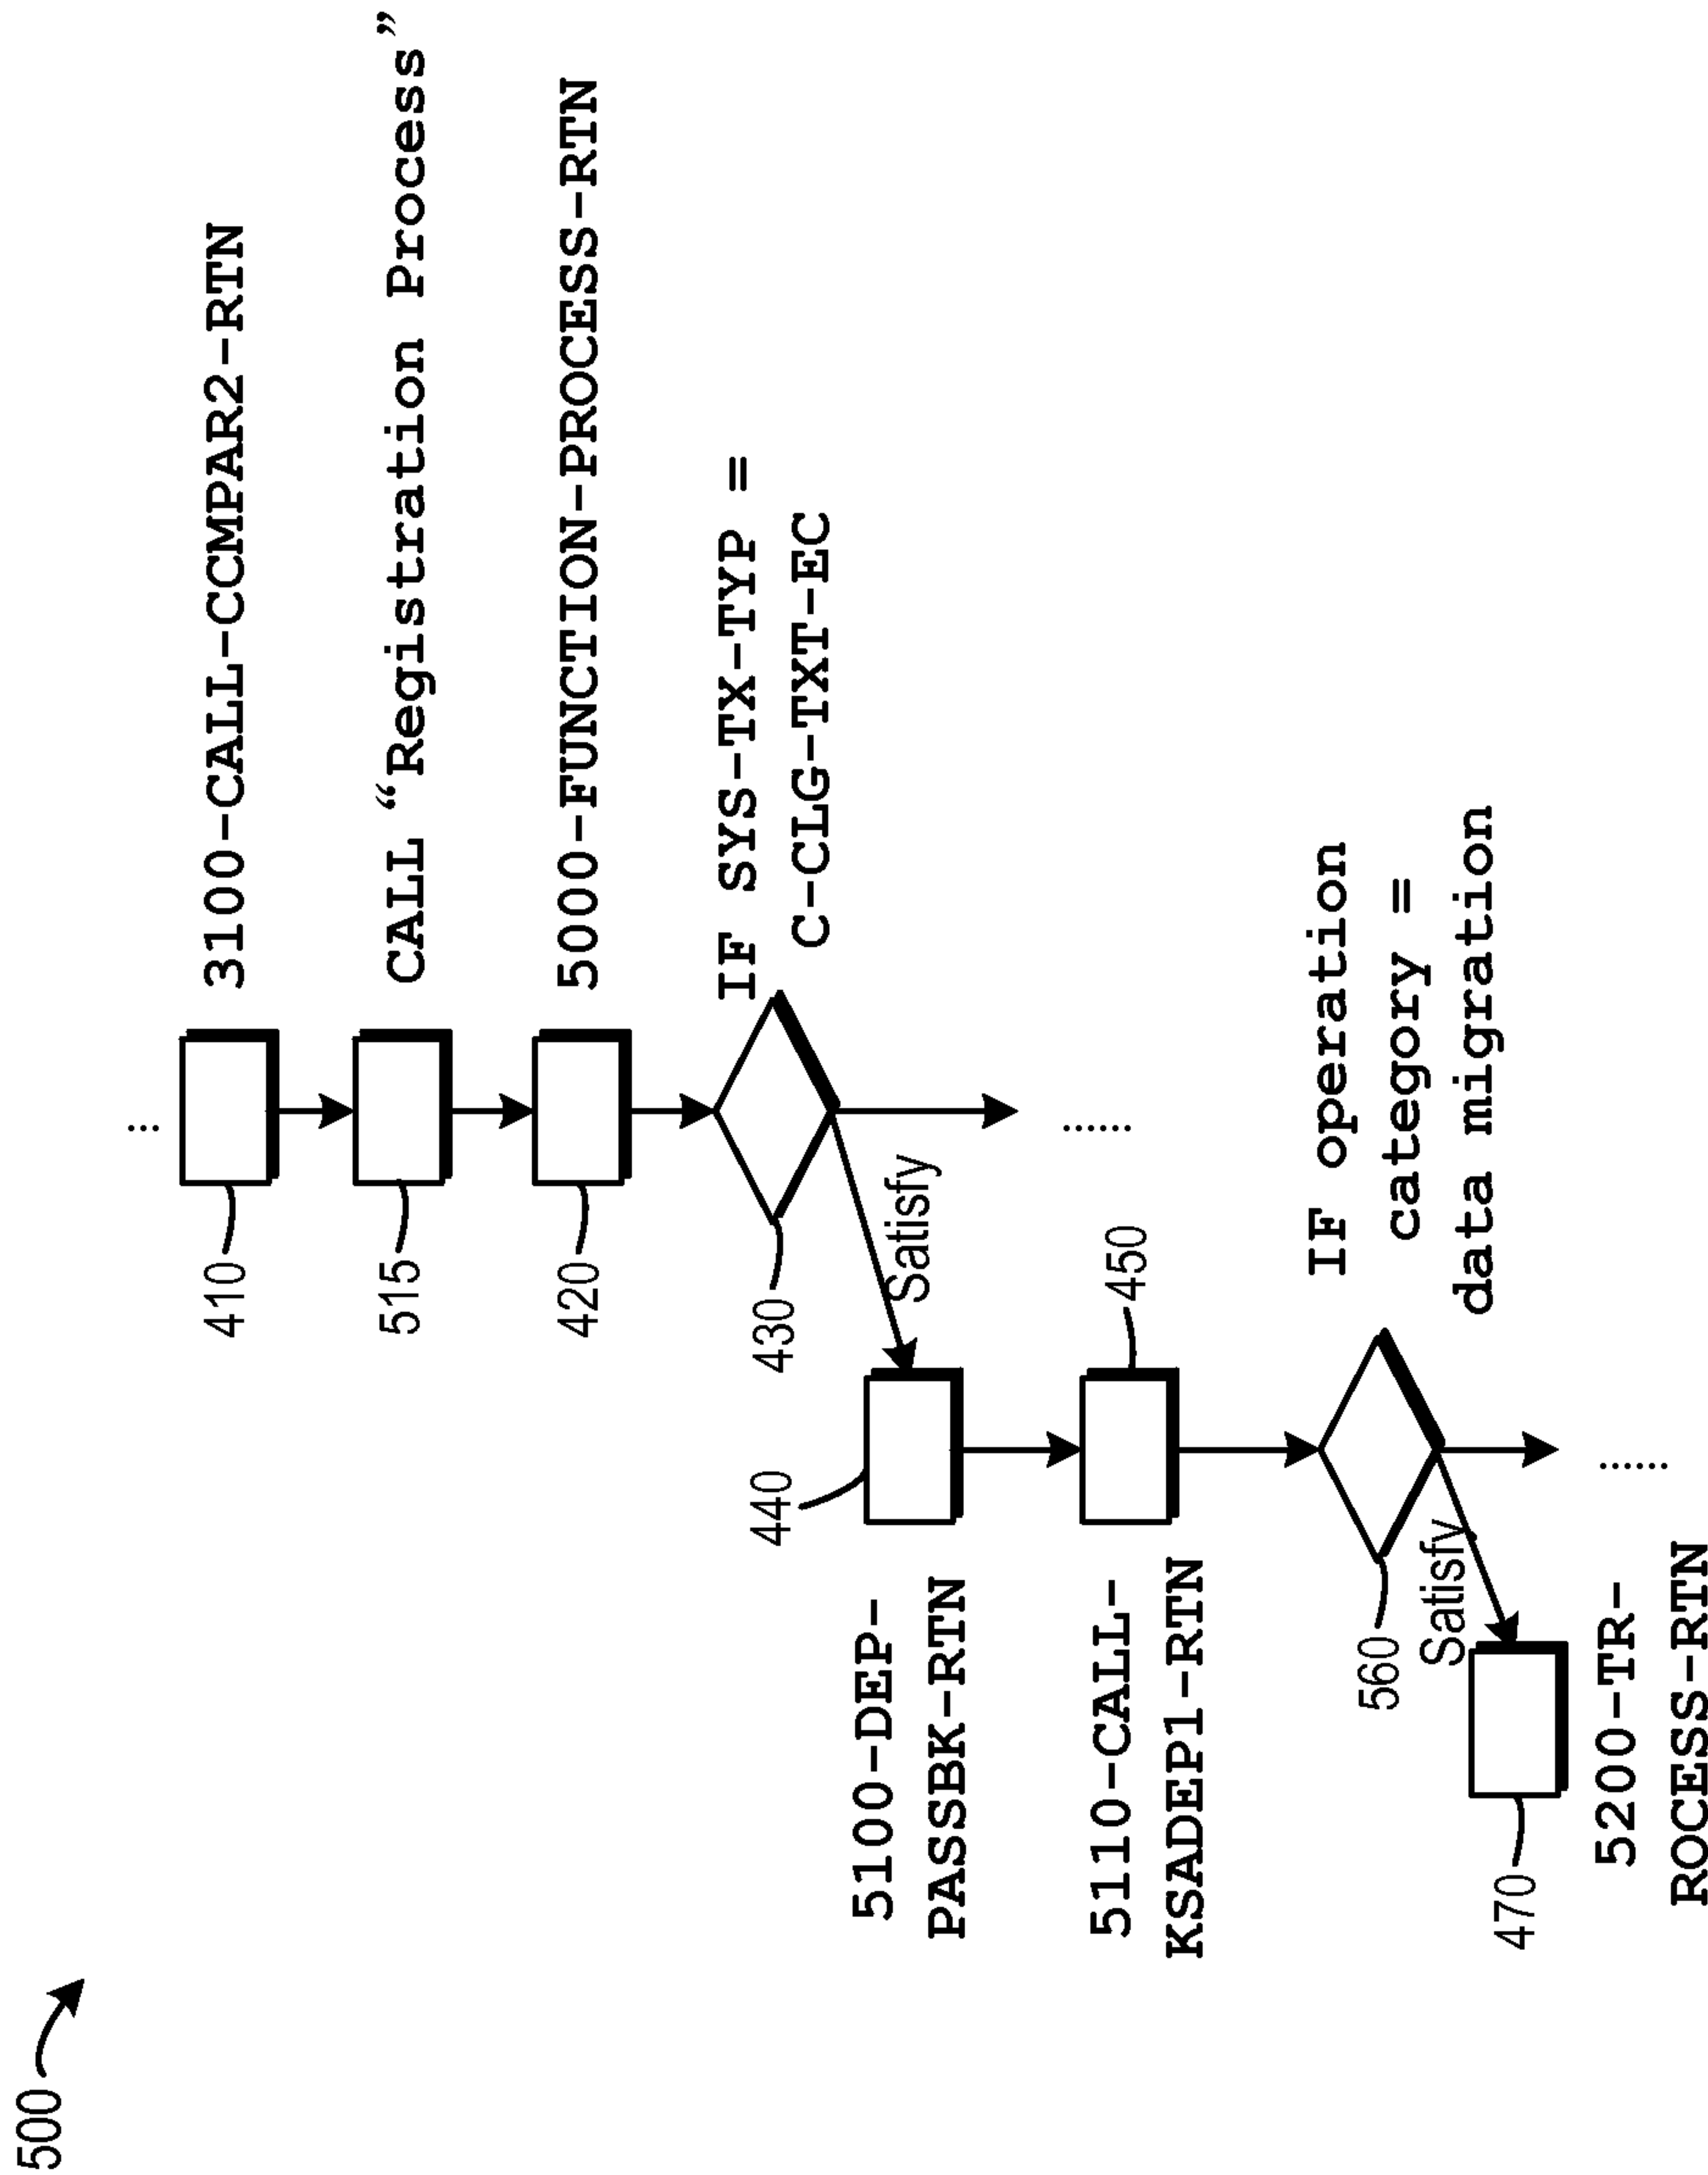 500
...
410
3100-CALL-CCMPAR2-RTN
515
CALL “Registration Process”
420
5000-FUNCTION-PROCESS-RTN
430
IF SYS-TX-TYP =
C-CLG-TXT-EC
Satisfy
......
440
5100-DEP-
PASSBK-RTN
450
5110-CALL-
KSADEP1-RTN
560
IF operation
category =
data migration
Satisfy
......
470
5200-TR-
ROCESS-RTN